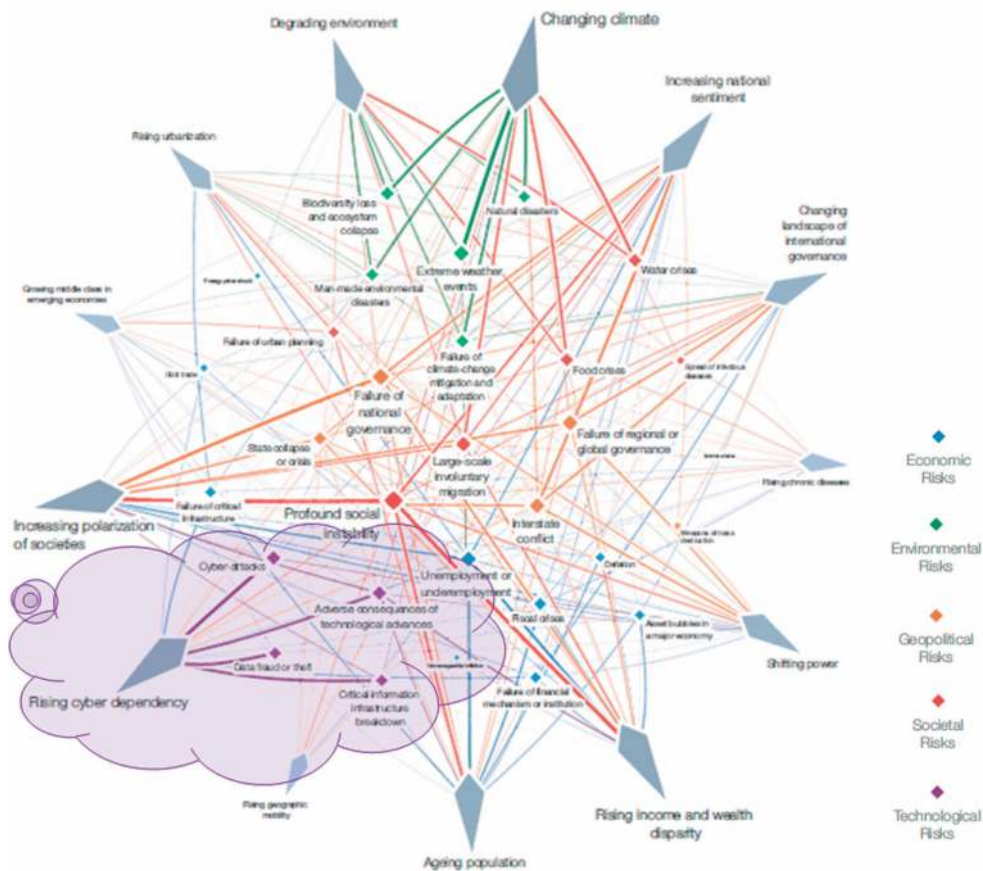 Changing climate
Degrading environment
Increasing national
sentiment
Rising urbanization
Biodiversity loss
and ecosystem
collapse
Natural disasters
Changing
landscape of
international
governance
Water crises
Extreme weather
events
Man-made environmental
disasters
Growing middle class in
emerging economies
Failure of urban planning
Failure of
climate-change
mitigation and
adaptation
Food crises
Spread of infectious
diseases
Failure of
national
governance
State collapse
or crisis
Failure of regional or
global governance
Large-scale
involuntary
migration
Rising chronic diseases
Economic
Risks
Failure of critical
infrastructure
Increasing polarization
of societies
Profound social
instability
Interstate
conflict
Environmental
Risks
Cyber attacks
Unemployment or
underemployment
Deflation
Adverse consequences of
technological advances
Fiscal crises
Asset bubbles in
a major economy
Geopolitical
Risks
Shifting power
Data fraud or theft
Rising cyber dependency
Critical information
infrastructure
breakdown
Failure of financial
mechanism or institution
Societal
Risks
Rising geographic
mobility
Rising income and wealth
disparity
Technological
Risks
Ageing population